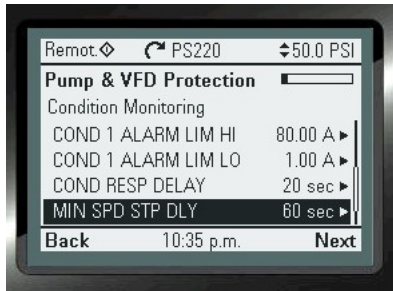 Remot. PS220 50.0 PSI
Pump & VFD Protection
Condition Monitoring
COND 1 ALARM LIM HI 80.00 A
COND 1 ALARM LIM LO 1.00 A
COND RESP DELAY 20 sec
MIN SPD STP DLY 60 sec
Back 10:35 p.m. Next